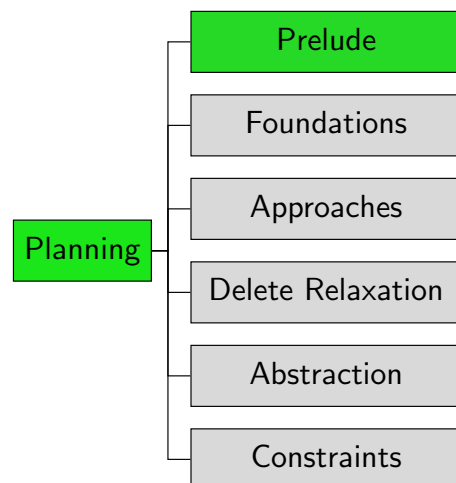 Prelude
Foundations
Approaches
Planning
Delete Relaxation
Abstraction
Constraints